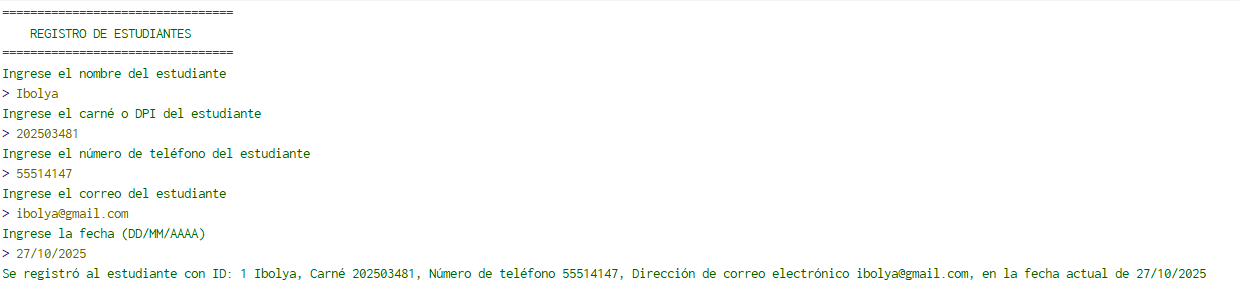 =================================
REGISTRO DE ESTUDIANTES
=================================
Ingrese el nombre del estudiante
> Ibolya
Ingrese el carné o DPI del estudiante
> 202503481
Ingrese el número de teléfono del estudiante
> 55514147
Ingrese el correo del estudiante
> ibolya@gmail.com
Ingrese la fecha (DD/MM/AAAA)
> 27/10/2025
Se registró al estudiante con ID: 1 Ibolya, Carné 202503481, Número de teléfono 55514147, Dirección de correo electrónico ibolya@gmail.com, en la fecha actual de 27/10/2025